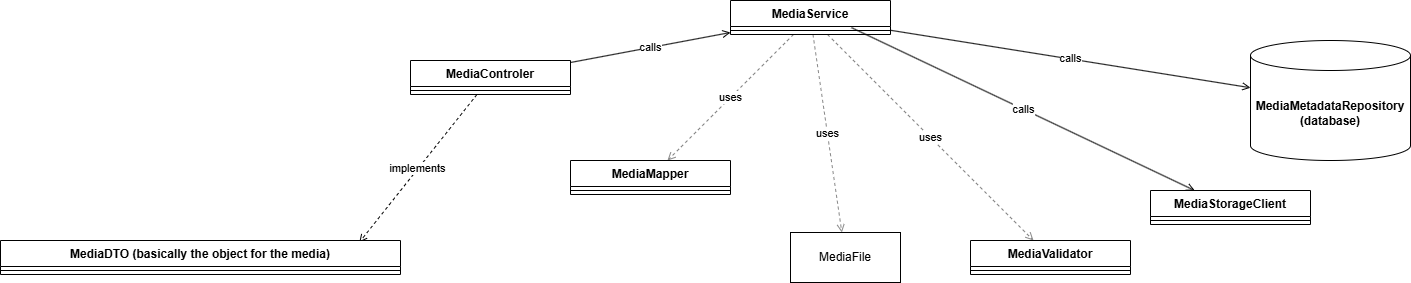 MediaService
calls
MediaControler
calls
MediaMetadataRepository
(database)
uses
calls
uses
uses
implements
MediaMapper
MediaStorageClient
MediaDTO (basically the object for the media)
MediaFile
MediaValidator